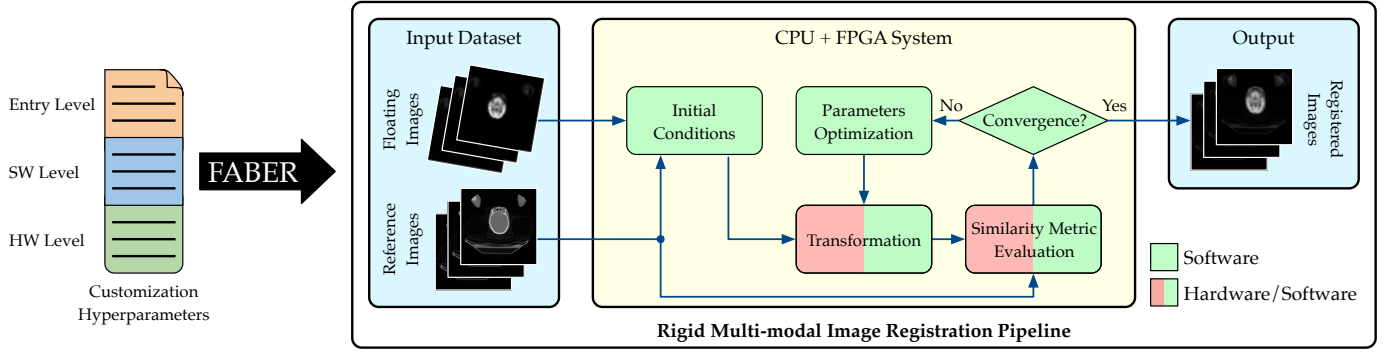 Entry Level
SW Level
HW Level
Customization
Hyperparameters
FABER
Input Dataset
Floating
Images
Reference
Images
CPU + FPGA System
Initial
Conditions
Parameters
Optimization
No
Convergence?
Yes
Transformation
Similarity Metric
Evaluation
Output
Registered
Images
Software
Hardware/Software
Rigid Multi-modal Image Registration Pipeline